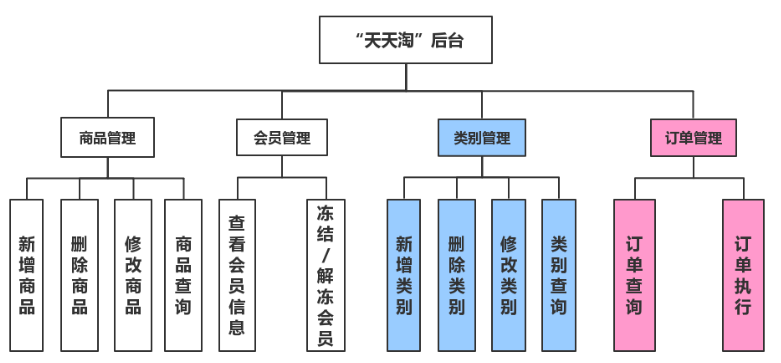 “天天淘”后台
商品管理
会员管理
类别管理
订单管理
新增商品
删除商品
修改商品
商品查询
查看会员信息
冻结/解冻会员
新增类别
删除类别
修改类别
类别查询
订单查询
订单执行